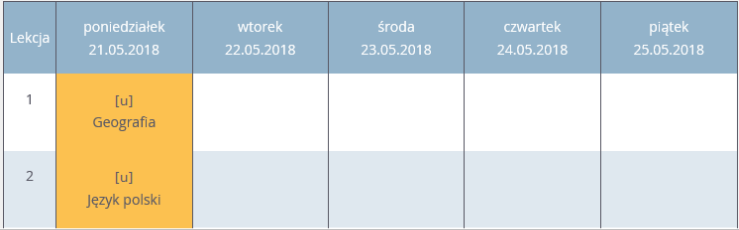 Lekcja
poniedziałek
21.05.2018
wtorek
22.05.2018
środa
23.05.2018
czwartek
24.05.2018
piątek
25.05.2018
1
[u]
Geografia
2
[u]
Język polski